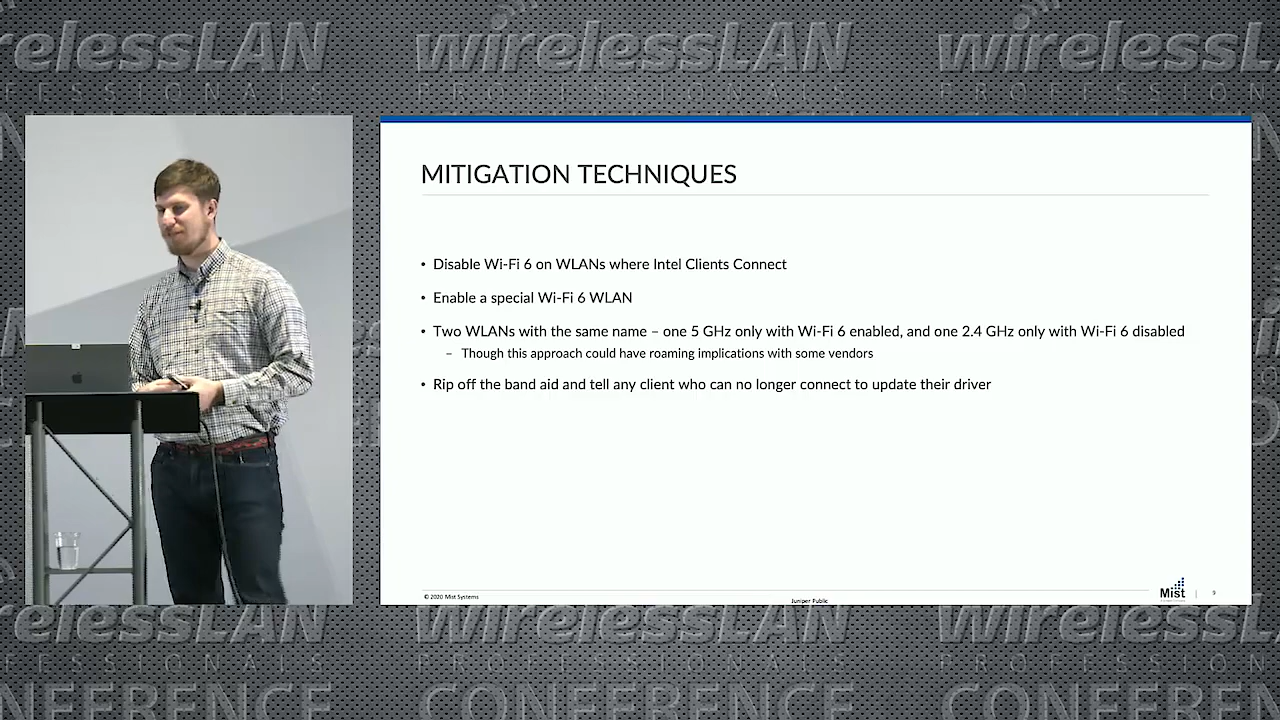 wirelessLAN
PROFESSIONALS
MITIGATION TECHNIQUES
• Disable Wi-Fi 6 on WLANs where Intel Clients Connect
• Enable a special Wi-Fi 6 WLAN
• Two WLANs with the same name – one 5 GHz only with Wi-Fi 6 enabled, and one 2.4 GHz only with Wi-Fi 6 disabled
– Though this approach could have roaming implications with some vendors
• Rip off the band aid and tell any client who can no longer connect to update their driver
© 2020 Mist Systems
Juniper Public
Mist
9
wirelessLAN
PROFESSIONALS
CONFERENCE